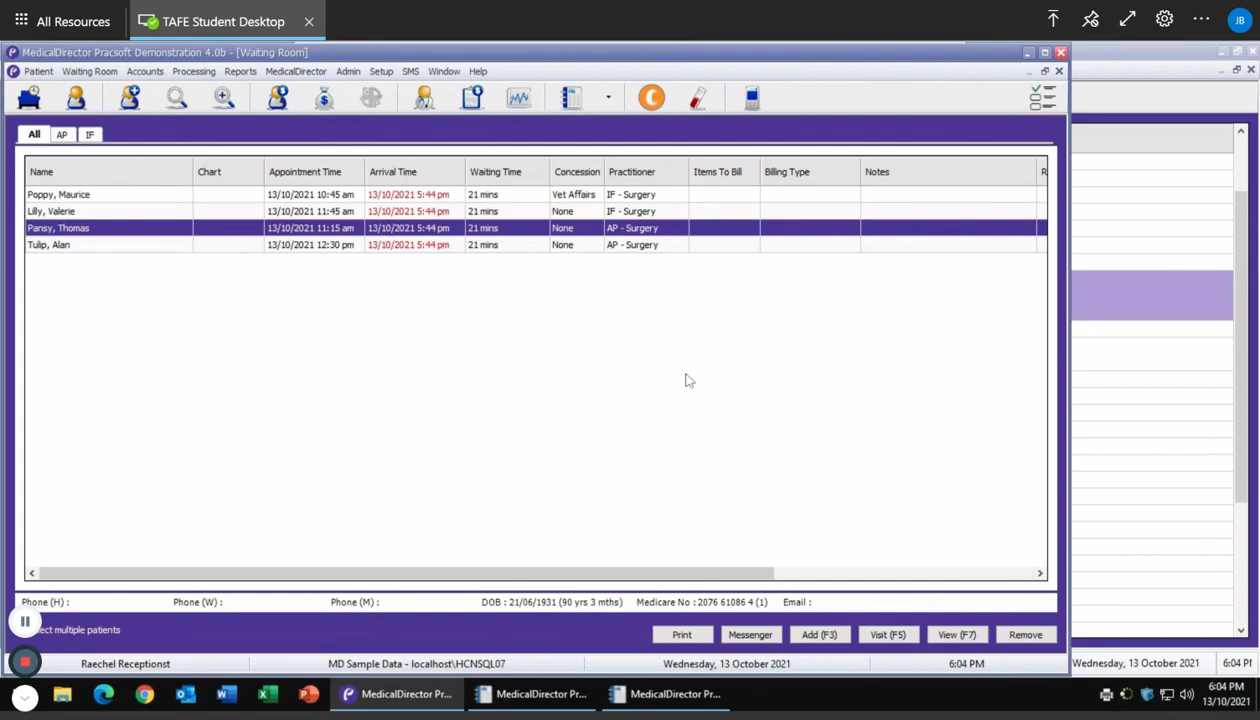 All Resources TAFE Student Desktop JB
MedicalDirector Pracsoft Demonstration 4.0b - [Waiting Room]
Patient Waiting Room Accounts Processing Reports MedicalDirector Admin Setup SMS Window Help
All AP IF
Name Chart Appointment Time Arrival Time Waiting Time Concession Practitioner Items To Bill Billing Type Notes R
Poppy, Maurice 13/10/2021 10:45 am 13/10/2021 5:44 pm 21 mins Vet Affairs IF - Surgery
Lilly, Valerie 13/10/2021 11:45 am 13/10/2021 5:44 pm 21 mins None IF - Surgery
Pansy, Thomas 13/10/2021 11:15 am 13/10/2021 5:44 pm 21 mins None AP - Surgery
Tulip, Alan 13/10/2021 12:30 pm 13/10/2021 5:44 pm 21 mins None AP - Surgery
Phone (H) : Phone (W) : Phone (M) : DOB : 21/06/1931 (90 yrs 3 mths) Medicare No : 2076 61086 4 (1) Email :
multiple patients Print Messenger Add (F3) Visit (F5) View (F7) Remove
Raechel Receptionst MD Sample Data - localhost\HCNSQL07 Wednesday, 13 October 2021 6:04 PM Wednesday, 13 October 2021 6:04 P
MedicalDirector Pr... MedicalDirector Pr... MedicalDirector Pr... 6:04 PM
13/10/2021